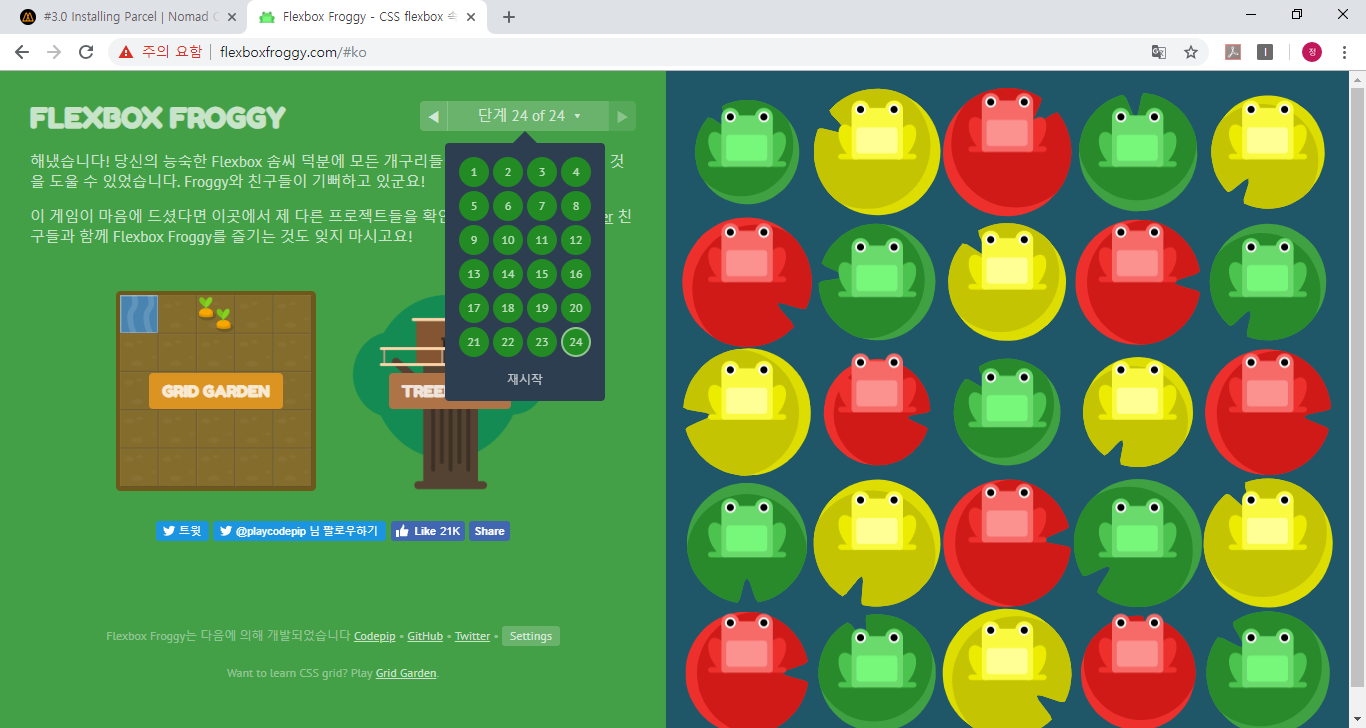 #3.0 Installing Parcel | Nomad C
Flexbox Froggy - CSS flexbox 속
주의 요함 | flexboxfroggy.com/#ko
정
FLEXBOX FROGGY
단계 24 of 24
해냈습니다! 당신의 능숙한 Flexbox 솜씨 덕분에 모든 개구리들 것
을 도울 수 있었습니다. Froggy와 친구들이 기뻐하고 있군요!
이 게임이 마음에 드셨다면 이곳에서 제 다른 프로젝트들을 확인 er 친
구들과 함께 Flexbox Froggy를 즐기는 것도 잊지 마시고요!
1 2 3 4
5 6 7 8
9 10 11 12
13 14 15 16
17 18 19 20
21 22 23 24
재시작
GRID GARDEN
TREE
트윗
@playcodepip 님 팔로우하기
Like 21K
Share
Flexbox Froggy는 다음에 의해 개발되었습니다 Codepip • GitHub • Twitter • Settings
Want to learn CSS grid? Play Grid Garden.